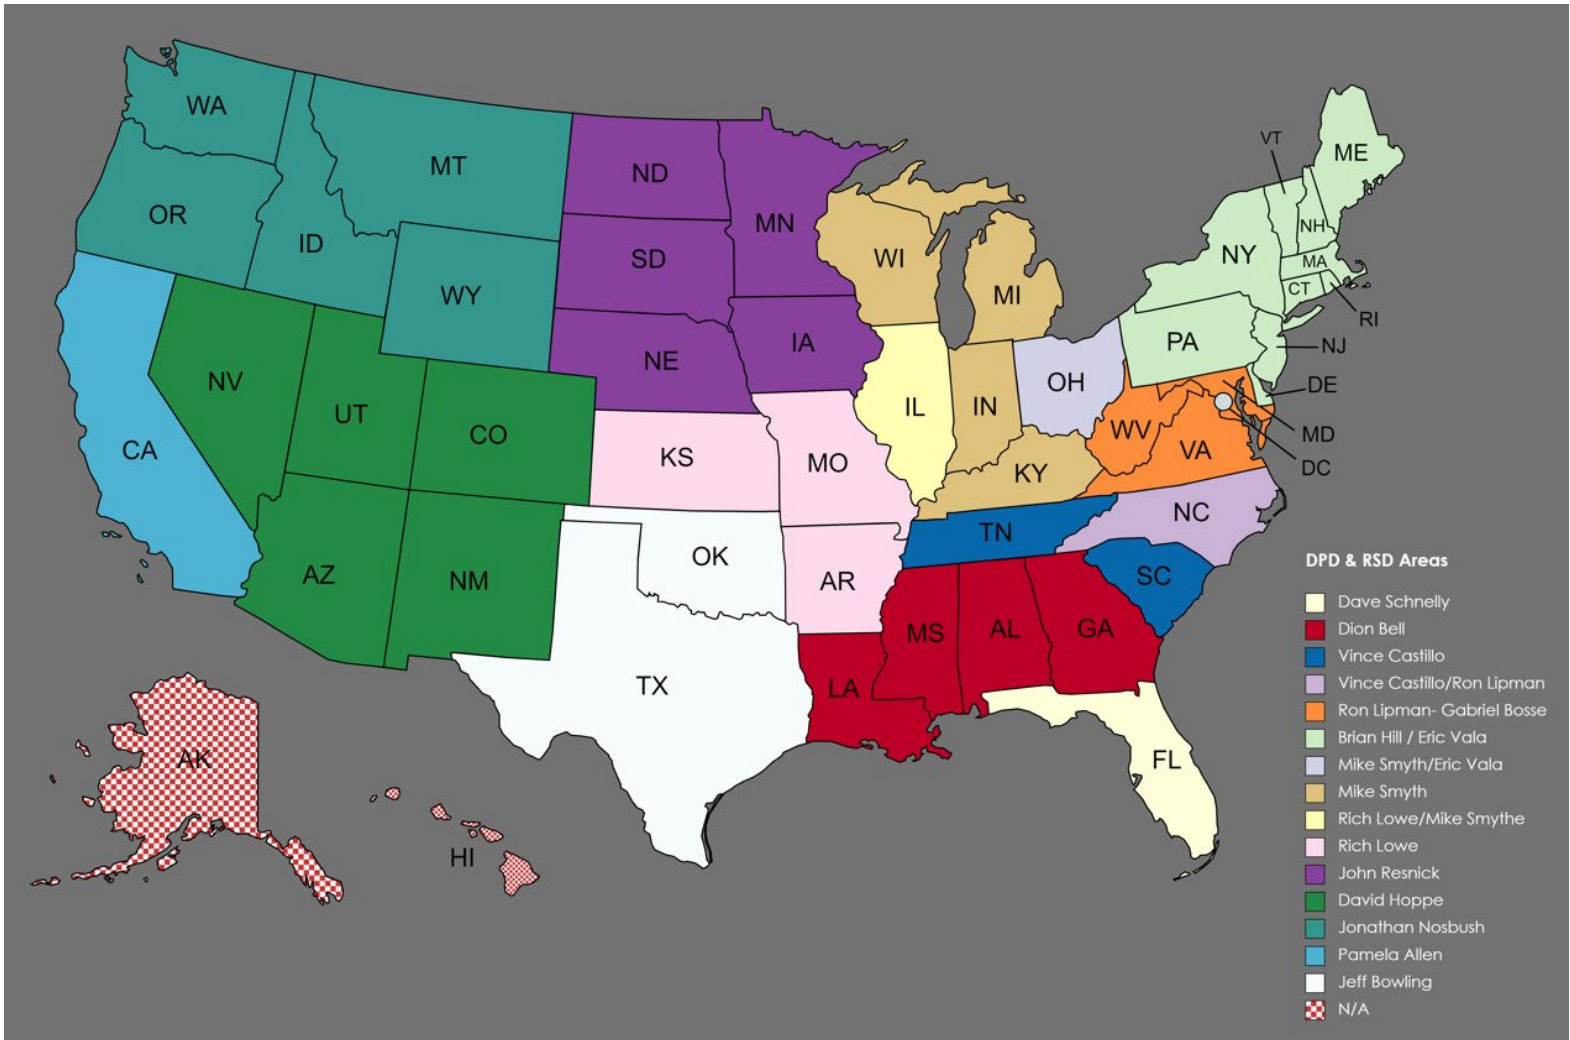 WA
MT
ND
MN
VT
ME
OR
ID
SD
WI
NY
NH
MA
CT
RI
WY
MI
NE
IA
PA
NJ
NV
UT
CO
IL
IN
OH
DE
CA
KS
MO
KY
WV
VA
MD
DC
AZ
NM
OK
AR
TN
NC
SC
TX
LA
MS
AL
GA
FL
AK
HI
DPD & RSD Areas
Dave Schnelly
Dion Bell
Vince Castillo
Vince Castillo/Ron Lipman
Ron Lipman- Gabriel Bosse
Brian Hill / Eric Vala
Mike Smyth/Eric Vala
Mike Smyth
Rich Lowe/Mike Smythe
Rich Lowe
John Resnick
David Hoppe
Jonathan Nosbush
Pamela Allen
Jeff Bowling
N/A